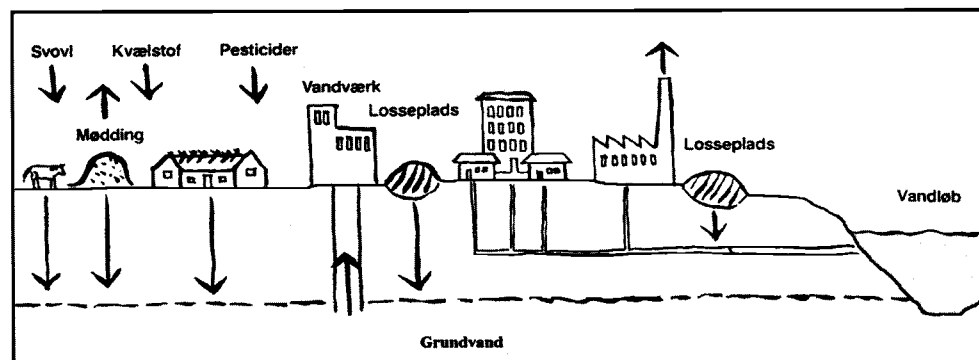 Svovl
Kvælstof
Pesticider
Vandværk
Losseplads
Mødding
Losseplads
Vandløb
Grundvand